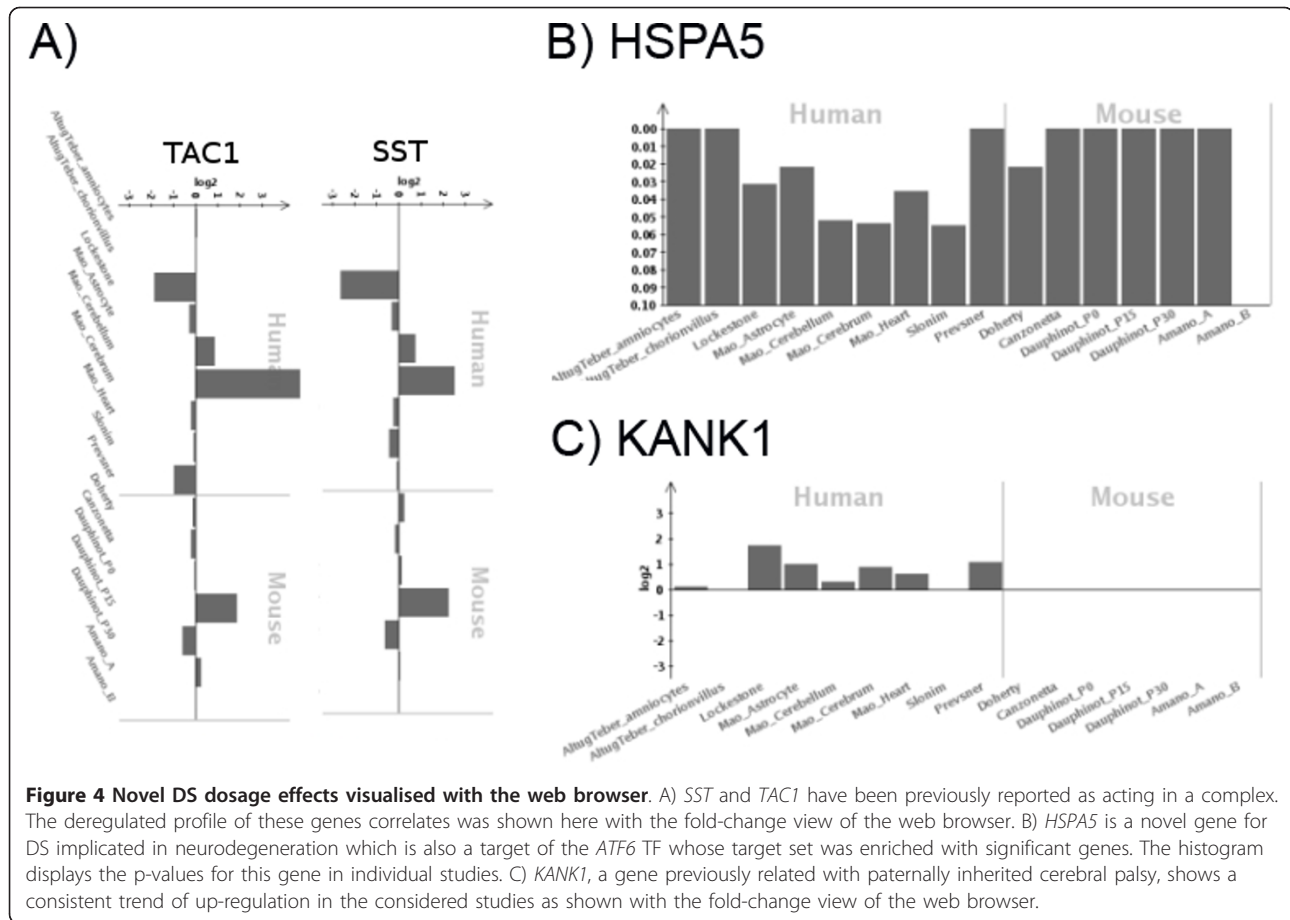 A)
TAC1
SST
log2
-3 -2 -1 0 1 2 3
log2
-3 -2 -1 0 1 2 3
AltugTeber_amniocytes
AltugTeber_chorionvillus
Lockestone
Mao_Astrocyte
Mao_Cerebellum
Mao_Cerebrum
Mao_Heart
Slonim
Prevsner
Doherty
Canzonetta
Dauphinot_P0
Dauphinot_P15
Dauphinot_P30
Amano_A
Amano_B
Human
Mouse
Human
Mouse
B) HSPA5
Human
Mouse
0.00
0.01
0.02
0.03
0.04
0.05
0.06
0.07
0.08
0.09
0.10
AltugTeber_amniocytes
ltugTeber_chorionvillus
Lockestone
Mao_Astrocyte
Mao_Cerebellum
Mao_Cerebrum
Mao_Heart
Slonim
Prevsner
Doherty
Canzonetta
Dauphinot_P0
Dauphinot_P15
Dauphinot_P30
Amano_A
Amano_B
C) KANK1
Human
Mouse
log2
3
2
1
0
-1
-2
-3
AltugTeber_amniocytes
AltugTeber_chorionvillus
Lockestone
Mao_Astrocyte
Mao_Cerebellum
Mao_Cerebrum
Mao_Heart
Slonim
Prevsner
Doherty
Canzonetta
Dauphinot_P0
Dauphinot_P15
Dauphinot_P30
Amano_A
Amano_B
Figure 4 Novel DS dosage effects visualised with the web browser. A) SST and TAC1 have been previously reported as acting in a complex.
The deregulated profile of these genes correlates was shown here with the fold-change view of the web browser. B) HSPA5 is a novel gene for
DS implicated in neurodegeneration which is also a target of the ATF6 TF whose target set was enriched with significant genes. The histogram
displays the p-values for this gene in individual studies. C) KANK1, a gene previously related with paternally inherited cerebral palsy, shows a
consistent trend of up-regulation in the considered studies as shown with the fold-change view of the web browser.